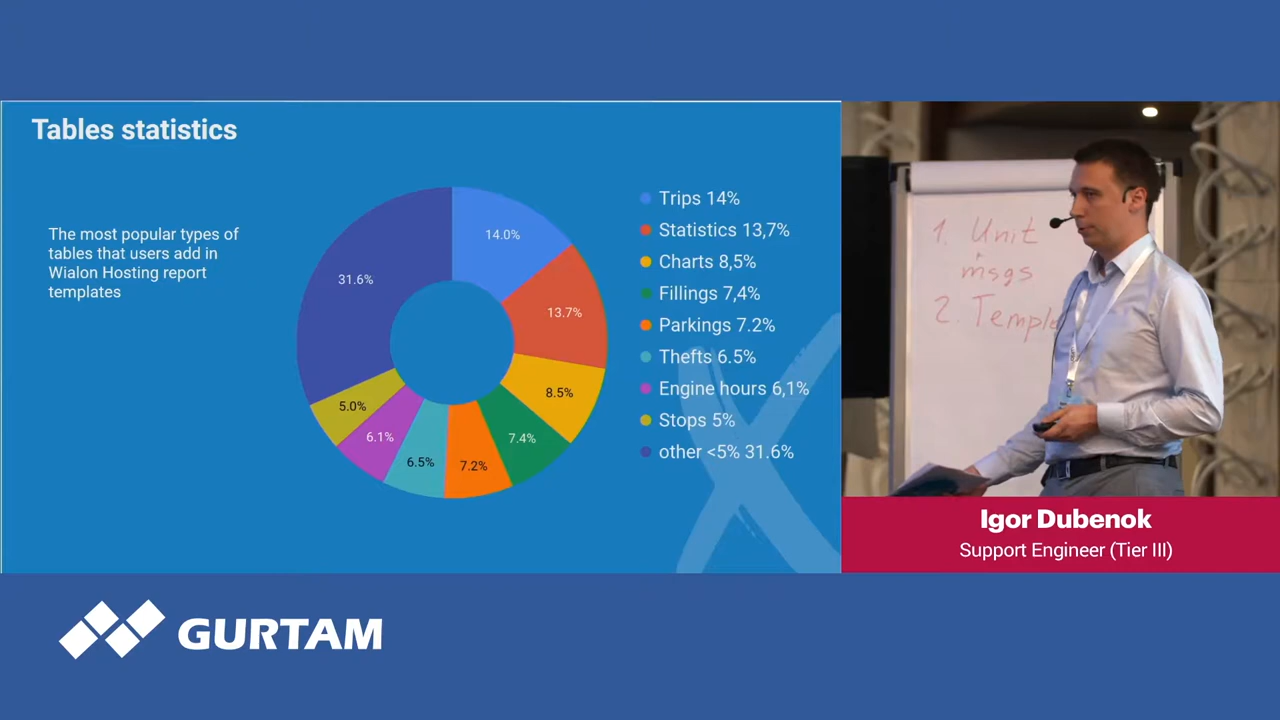 Tables statistics
The most popular types of
tables that users add in
Wialon Hosting report
templates
14.0%
13.7%
8.5%
7.4%
7.2%
6.5%
6.1%
5.0%
31.6%
Trips 14%
Statistics 13,7%
Charts 8,5%
Fillings 7,4%
Parkings 7.2%
Thefts 6.5%
Engine hours 6,1%
Stops 5%
other <5% 31.6%
1. Unit
msgs
2. Temple
Igor Dubenok
Support Engineer (Tier III)
GURTAM